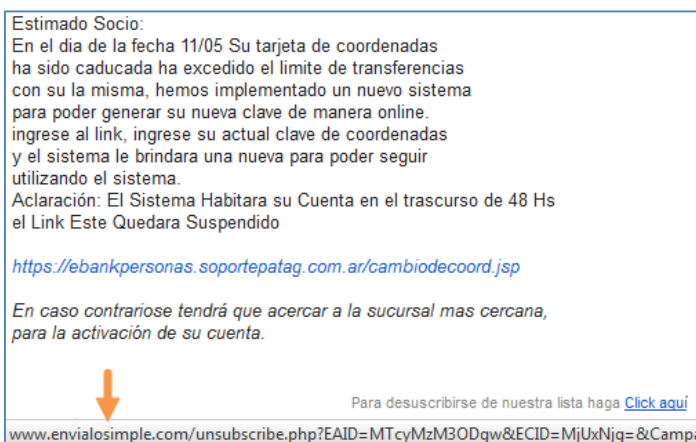 Estimado Socio:
En el dia de la fecha 11/05 Su tarjeta de coordenadas
ha sido caducada ha excedido el limite de transferencias
con su la misma, hemos implementado un nuevo sistema
para poder generar su nueva clave de manera online.
ingrese al link, ingrese su actual clave de coordenadas
y el sistema le brindara una nueva para poder seguir
utilizando el sistema.
Aclaración: El Sistema Habitara su Cuenta en el trascurso de 48 Hs
el Link Este Quedara Suspendido
https://ebankpersonas.soportepatag.com.ar/cambiodecoord.jsp
En caso contrariose tendrá que acercar a la sucursal mas cercana,
para la activación de su cuenta.
Para desuscribirse de nuestra lista haga Click aquí
www.envialosimple.com/unsubscribe.php?EAID=MTcyMzM3ODgw&ECID=MjUxNjg=&Camp